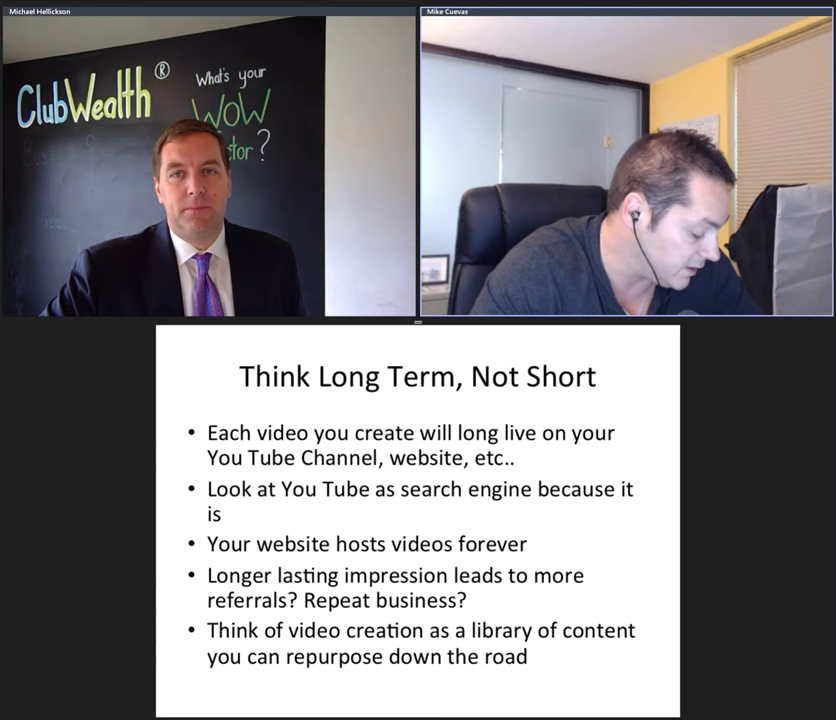 Michael Hellickson
Mike Cuevas
ClubWealth®
What's your
WOW
ctor?
Think Long Term, Not Short
• Each video you create will long live on your
You Tube Channel, website, etc..
• Look at You Tube as search engine because it
is
• Your website hosts videos forever
• Longer lasting impression leads to more
referrals? Repeat business?
• Think of video creation as a library of content
you can repurpose down the road